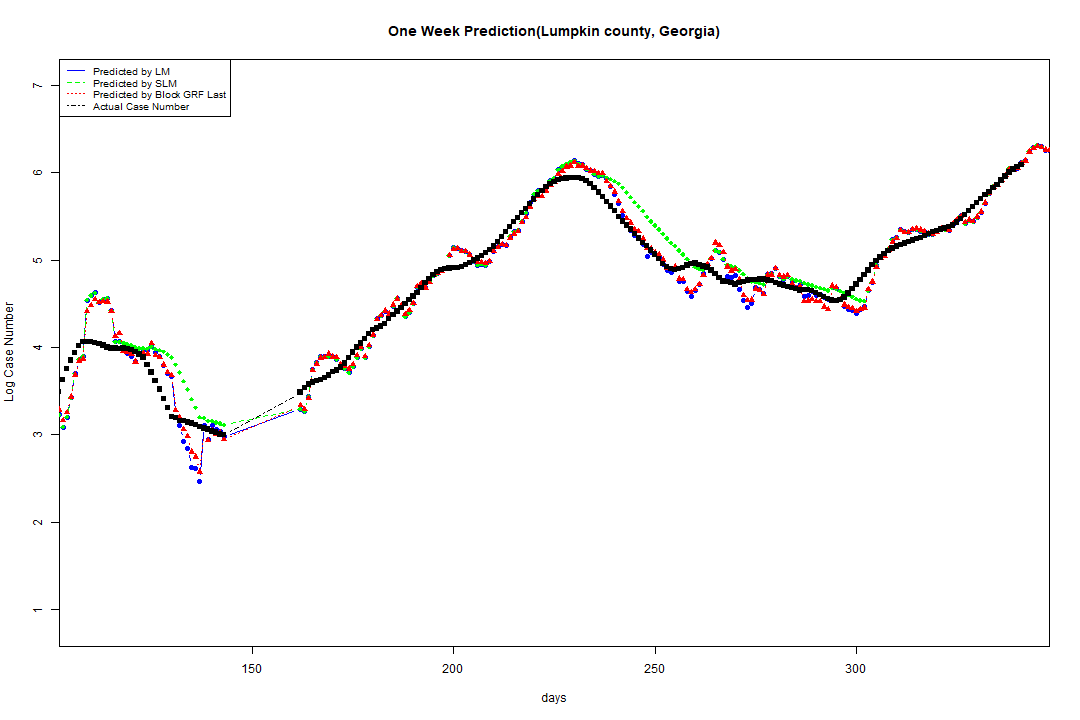 One Week Prediction(Lumpkin county, Georgia)
Predicted by LM
Predicted by SLM
Predicted by Block GRF Last
Actual Case Number
Log Case Number
7
6
5
4
3
2
1
150 200 250 300
days